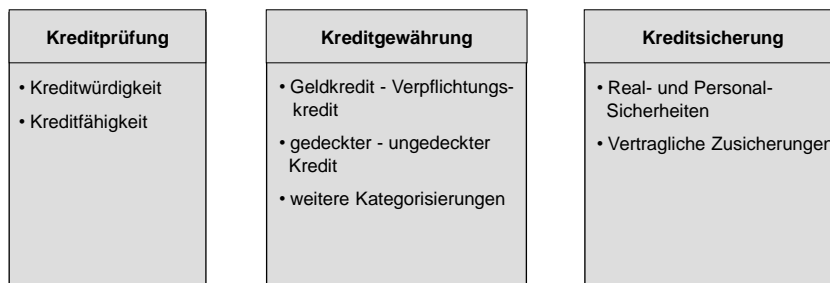 Kreditprüfung
• Kreditwürdigkeit
• Kreditfähigkeit
Kreditgewährung
• Geldkredit - Verpflichtungs-
kredit
• gedeckter - ungedeckter
Kredit
• weitere Kategorisierungen
Kreditsicherung
• Real- und Personal-
Sicherheiten
• Vertragliche Zusicherungen